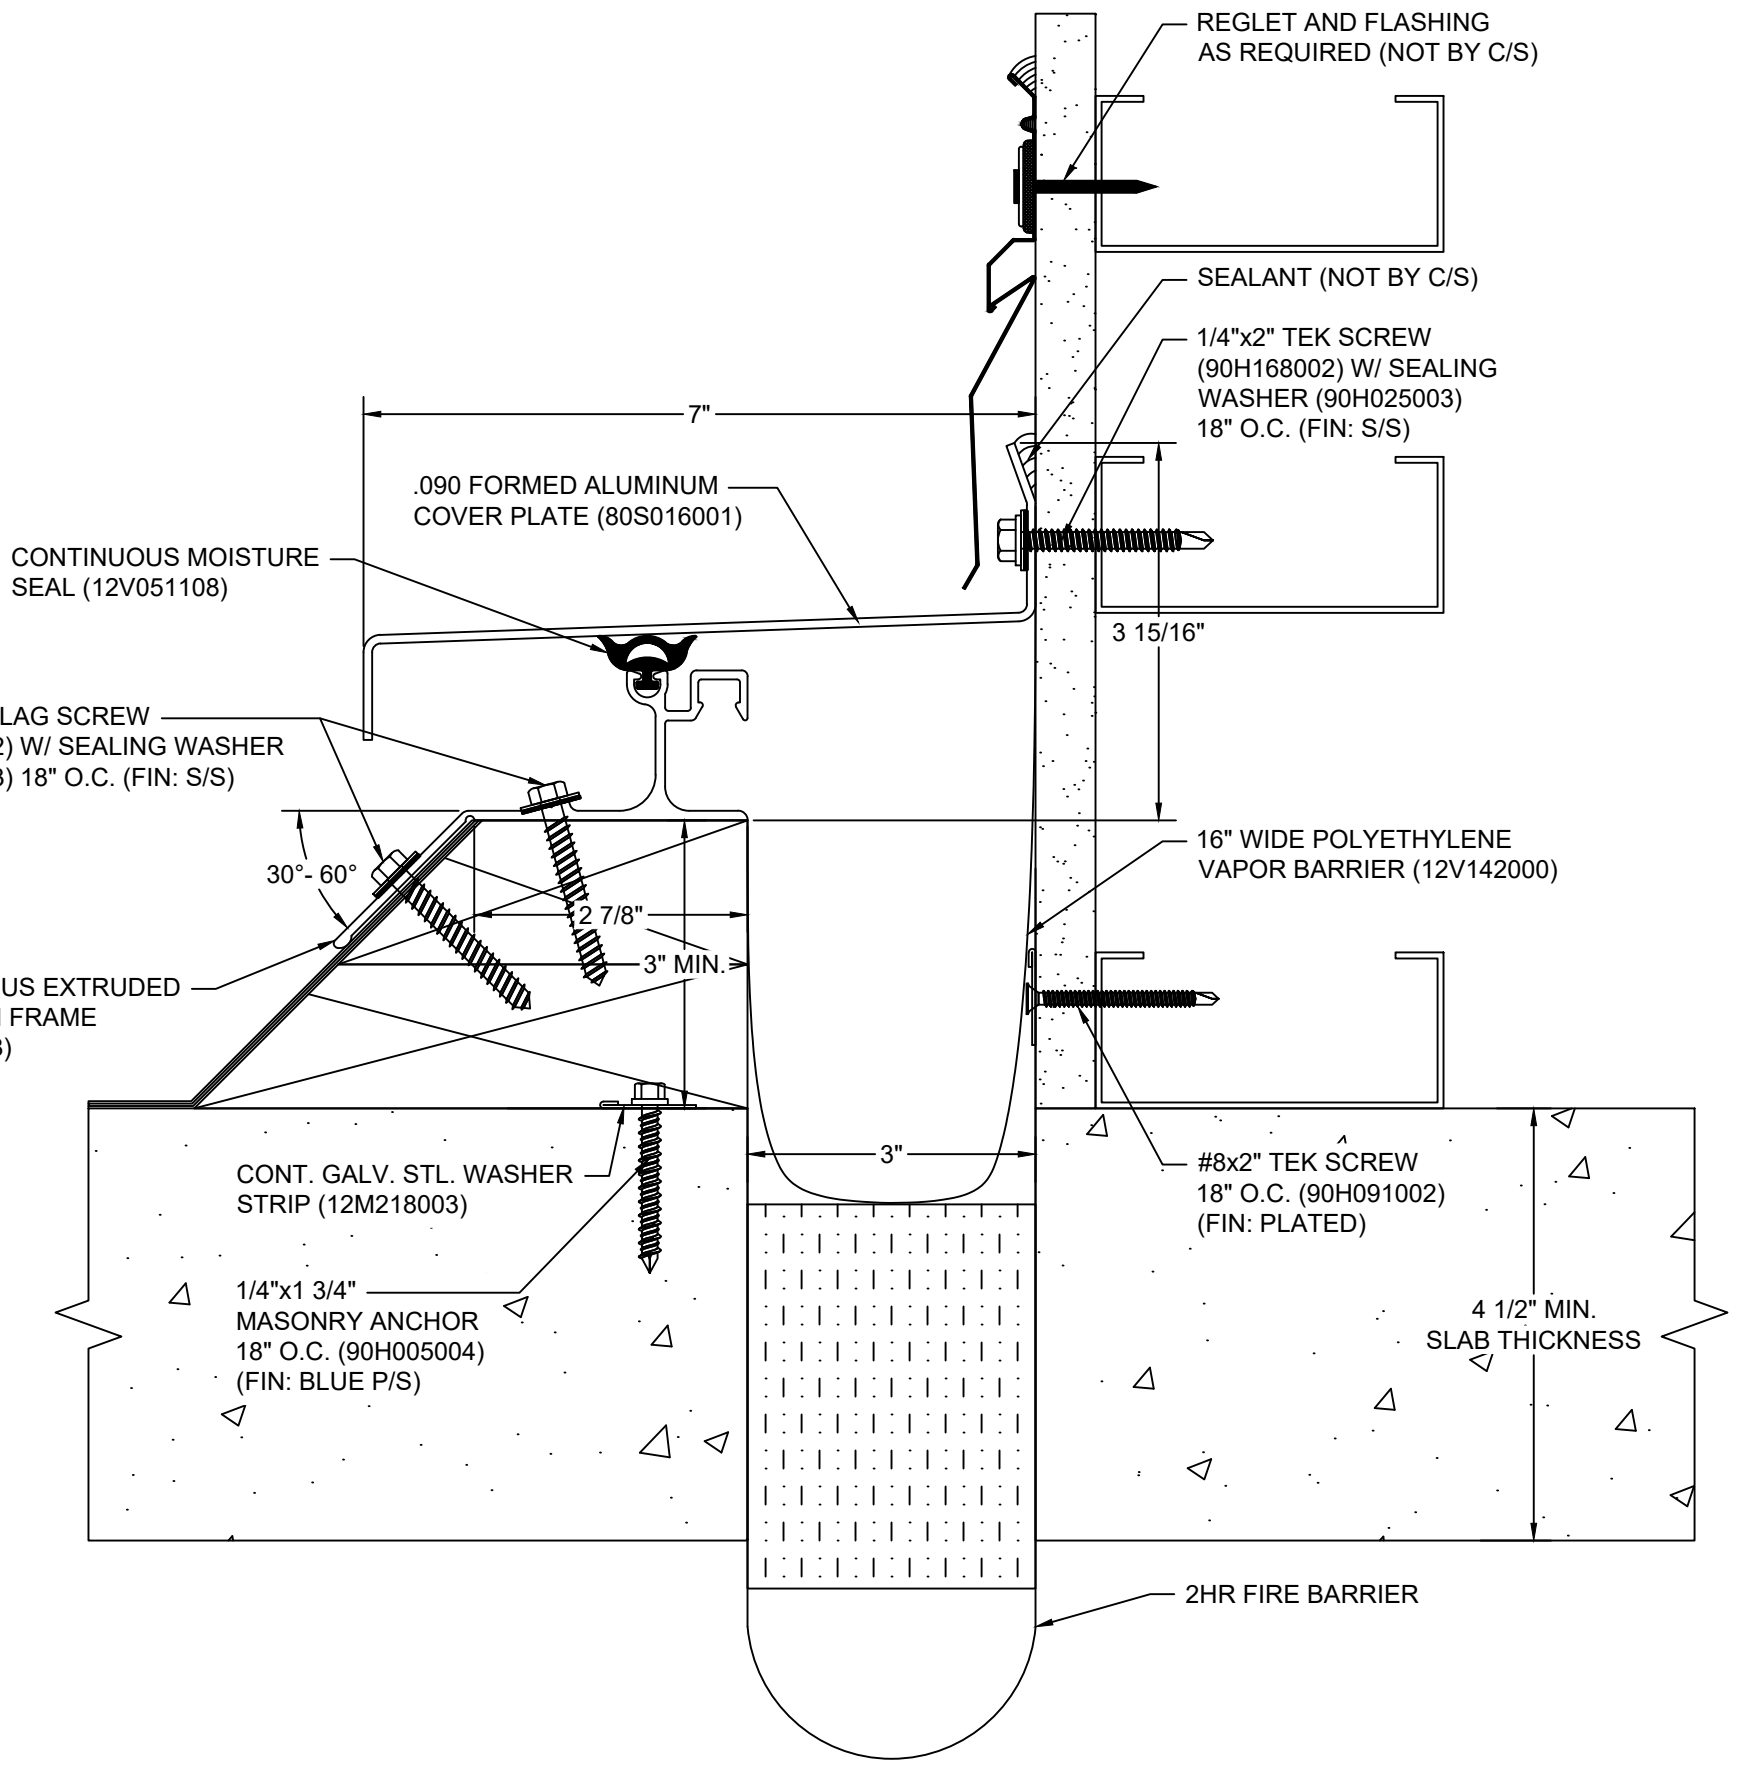 REGLET AND FLASHING
AS REQUIRED (NOT BY C/S)
SEALANT (NOT BY C/S)
1/4"x2" TEK SCREW
(90H168002) W/ SEALING
WASHER (90H025003)
18" O.C. (FIN: S/S)
7"
.090 FORMED ALUMINUM
COVER PLATE (80S016001)
CONTINUOUS MOISTURE
SEAL (12V051108)
3 15/16"
LAG SCREW
2) W/ SEALING WASHER
3) 18" O.C. (FIN: S/S)
16" WIDE POLYETHYLENE
VAPOR BARRIER (12V142000)
30°- 60°
2 7/8"
3" MIN.
US EXTRUDED
FRAME
3)
3"
CONT. GALV. STL. WASHER
STRIP (12M218003)
#8x2" TEK SCREW
18" O.C. (90H091002)
(FIN: PLATED)
1/4"x1 3/4"
MASONRY ANCHOR
18" O.C. (90H005004)
(FIN: BLUE P/S)
4 1/2" MIN.
SLAB THICKNESS
2HR FIRE BARRIER